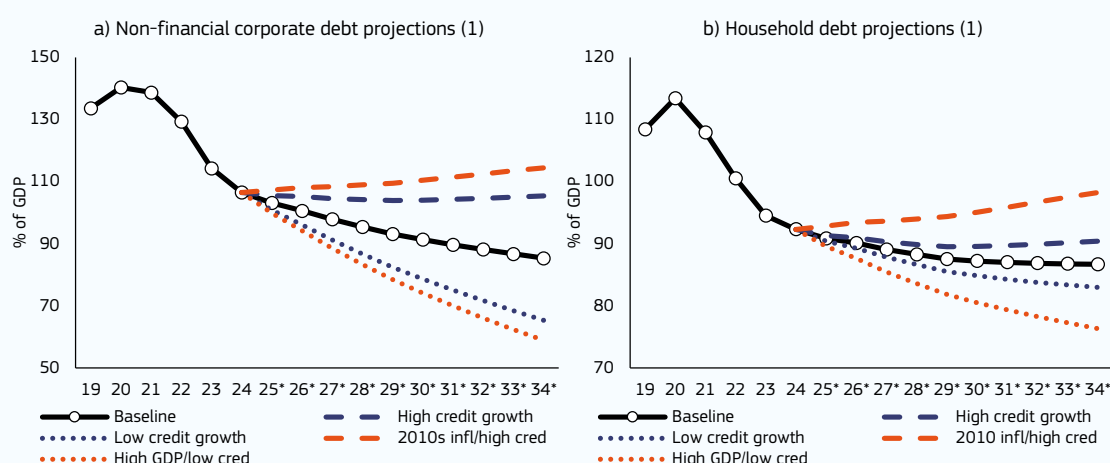 a) Non-financial corporate debt projections (1)
150
130
110
90
70
50
% of GDP
19 20 21 22 23 24 25* 26* 27* 28* 29* 30* 31* 32* 33* 34*
Baseline
High credit growth
Low credit growth
2010s infl/high cred
High GDP/low cred
b) Household debt projections (1)
120
110
100
90
80
70
% of GDP
19 20 21 22 23 24 25* 26* 27* 28* 29* 30* 31* 32* 33* 34*
Baseline
High credit growth
Low credit growth
2010 infl/high cred
High GDP/low cred